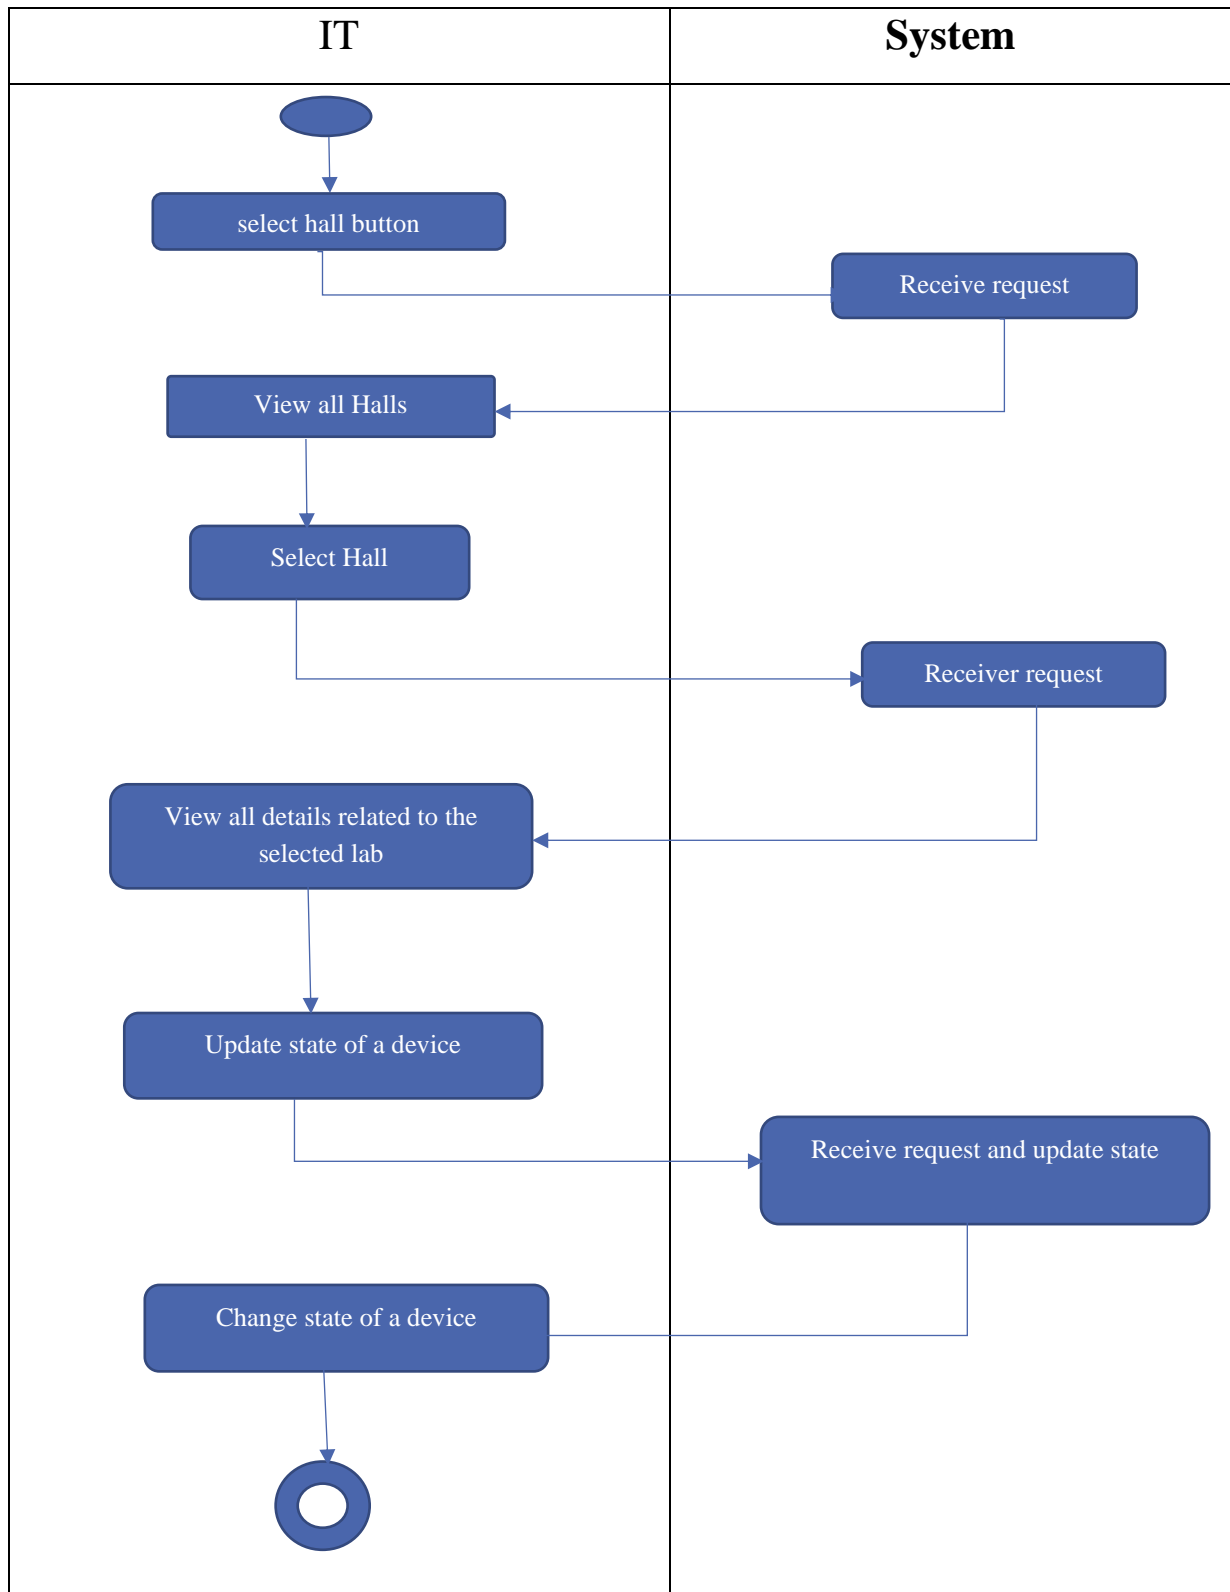 IT
System
select hall button
Receive request
View all Halls
Select Hall
Receiver request
View all details related to the
selected lab
Update state of a device
Receive request and update state
Change state of a device